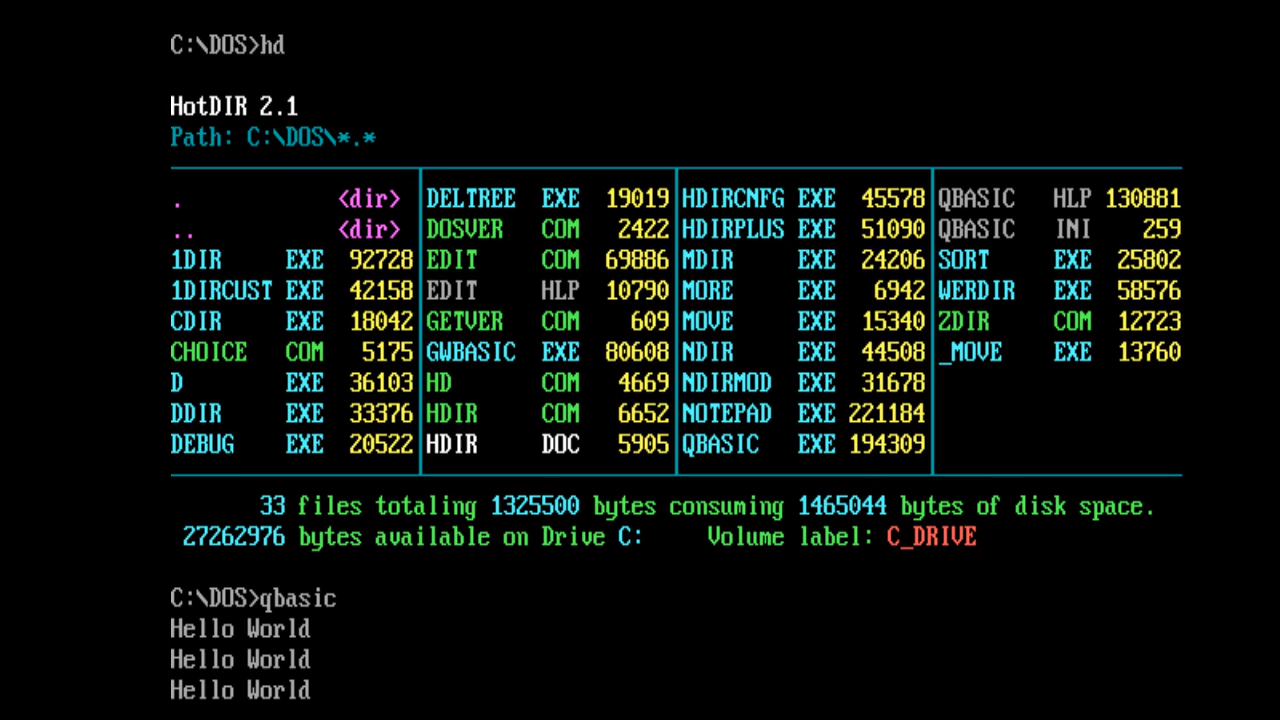 C:\DOS>hd
HotDIR 2.1
Path: C:\DOS\*.*
. <dir> DELTREE EXE 19019 HDIRCNFG EXE 45578 QBASIC HLP 130881
.. <dir> DOSVER COM 2422 HDIRPLUS EXE 51090 QBASIC INI 259
1DIR EXE 92728 EDIT COM 69886 MDIR EXE 24206 SORT EXE 25802
1DIRCUST EXE 42158 EDIT HLP 10790 MORE EXE 6942 WERDIR EXE 58576
CDIR EXE 18042 GETVER COM 609 MOVE EXE 15340 ZDIR COM 12723
CHOICE COM 5175 GWBASIC EXE 80608 NDIR EXE 44508 _MOVE EXE 13760
D EXE 36103 HD COM 4669 NDIRMOD EXE 31678
DDIR EXE 33376 HDIR COM 6652 NOTEPAD EXE 221184
DEBUG EXE 20522 HDIR DOC 5905 QBASIC EXE 194309
33 files totaling 1325500 bytes consuming 1465044 bytes of disk space.
27262976 bytes available on Drive C: Volume label: C_DRIVE
C:\DOS>qbasic
Hello World
Hello World
Hello World